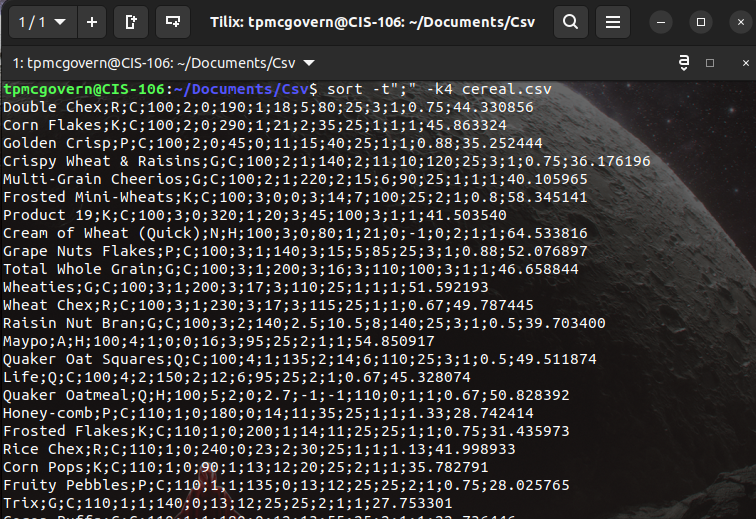 1 / 1
Tilix: tpmcgovern@CIS-106: ~/Documents/Csv
1: tpmcgovern@CIS-106: ~/Documents/Csv
tpmcgovern@CIS-106:~/Documents/Csv$ sort -t";" -k4 cereal.csv
Double Chex;R;C;100;2;0;190;1;18;5;80;25;3;1;0.75;44.330856
Corn Flakes;K;C;100;2;0;290;1;21;2;35;25;1;1;1;45.863324
Golden Crisp;P;C;100;2;0;45;0;11;15;40;25;1;1;0.88;35.252444
Crispy Wheat & Raisins;G;C;100;2;1;140;2;11;10;120;25;3;1;0.75;36.176196
Multi-Grain Cheerios;G;C;100;2;1;220;2;15;6;90;25;1;1;1;40.105965
Frosted Mini-Wheats;K;C;100;3;0;0;3;14;7;100;25;2;1;0.8;58.345141
Product 19;K;C;100;3;0;320;1;20;3;45;100;3;1;1;41.503540
Cream of Wheat (Quick);N;H;100;3;0;80;1;21;0;-1;0;2;1;1;64.533816
Grape Nuts Flakes;P;C;100;3;1;140;3;15;5;85;25;3;1;0.88;52.076897
Total Whole Grain;G;C;100;3;1;200;3;16;3;110;100;3;1;1;46.658844
Wheaties;G;C;100;3;1;200;3;17;3;110;25;1;1;1;51.592193
Wheat Chex;R;C;100;3;1;230;3;17;3;115;25;1;1;0.67;49.787445
Raisin Nut Bran;G;C;100;3;2;140;2.5;10.5;8;140;25;3;1;0.5;39.703400
Maypo;A;H;100;4;1;0;0;16;3;95;25;2;1;1;54.850917
Quaker Oat Squares;Q;C;100;4;1;135;2;14;6;110;25;3;1;0.5;49.511874
Life;Q;C;100;4;2;150;2;12;6;95;25;2;1;0.67;45.328074
Quaker Oatmeal;Q;H;100;5;2;0;2.7;-1;-1;110;0;1;1;0.67;50.828392
Honey-comb;P;C;110;1;0;180;0;14;11;35;25;1;1;1.33;28.742414
Frosted Flakes;K;C;110;1;0;200;1;14;11;25;25;1;1;0.75;31.435973
Rice Chex;R;C;110;1;0;240;0;23;2;30;25;1;1;1.13;41.998933
Corn Pops;K;C;110;1;0;90;1;13;12;20;25;2;1;1;35.782791
Fruity Pebbles;P;C;110;1;1;135;0;13;12;25;25;2;1;0.75;28.025765
Trix;G;C;110;1;1;140;0;13;12;25;25;2;1;1;27.753301